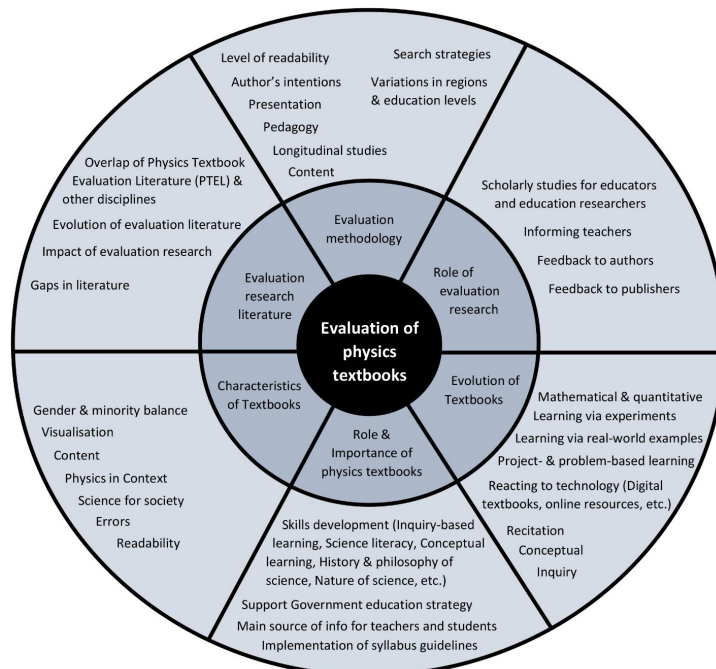 Level of readability
Author's intentions
Presentation
Pedagogy
Longitudinal studies
Content
Search strategies
Variations in regions
& education levels
Evaluation
methodology
Overlap of Physics Textbook
Evaluation Literature (PTEL) &
other disciplines
Evolution of evaluation literature
Impact of evaluation research
Gaps in literature
Evaluation
research
literature
Scholarly studies for educators
and education researchers
Informing teachers
Feedback to authors
Feedback to publishers
Role of
evaluation
research
Evaluation of
physics
textbooks
Characteristics
of Textbooks
Gender & minority balance
Visualisation
Content
Physics in Context
Science for society
Errors
Readability
Evolution of
Textbooks
Mathematical & quantitative
Learning via experiments
Learning via real-world examples
Project- & problem-based learning
Reacting to technology (Digital
textbooks, online resources, etc.)
Recitation
Conceptual
Inquiry
Role &
Importance of
physics textbooks
Skills development (Inquiry-based
learning, Science literacy, Conceptual
learning, History & philosophy of
science, Nature of science, etc.)
Support Government education strategy
Main source of info for teachers and students
Implementation of syllabus guidelines